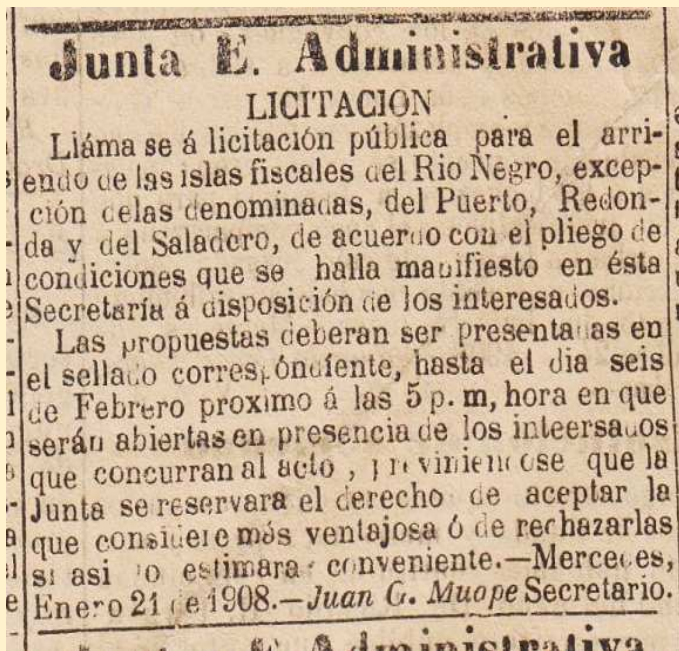 Junta E. Administrativa
LICITACION
Lláma se á licitación pública para el arri-
endo de las islas fiscales del Rio Negro, excep-
ción delas denominadas, del Puerto, Redon-
da y del Saladero, de acuerdo con el pliego de
condiciones que se halla manifiesto en ésta
Secretaría á disposición de los interesados.
Las propuestas deberan ser presentadas en
el sellado correspóndiente, hasta el dia seis
de Febrero proximo á las 5 p. m, hora en que
serán abiertas en presencia de los inteersados
que concurran al acto , previniendose que la
Junta se reservara el derecho de aceptar la
que considere más ventajosa ó de rechazarlas
si asi lo estimara conveniente.—Mercedes,
Enero 21 de 1908.—Juan G. Muope Secretario.
Junta E. Administrativa